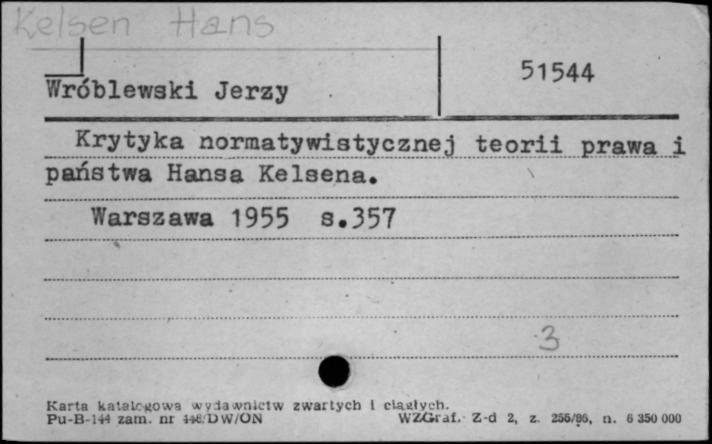 Kelsen Hans
51544
Wróblewski Jerzy
Krytyka normatywistycznej teorii prawa i
państwa Hansa Kelsena.
Warszawa 1955 s.357
3
Karta katalogowa wydawnictw zwartych i ciągłych.
Pu-B-144 zam. nr 448/DW/ON WZGraf. Z-d 2, z. 255/86, n. 6 350 000